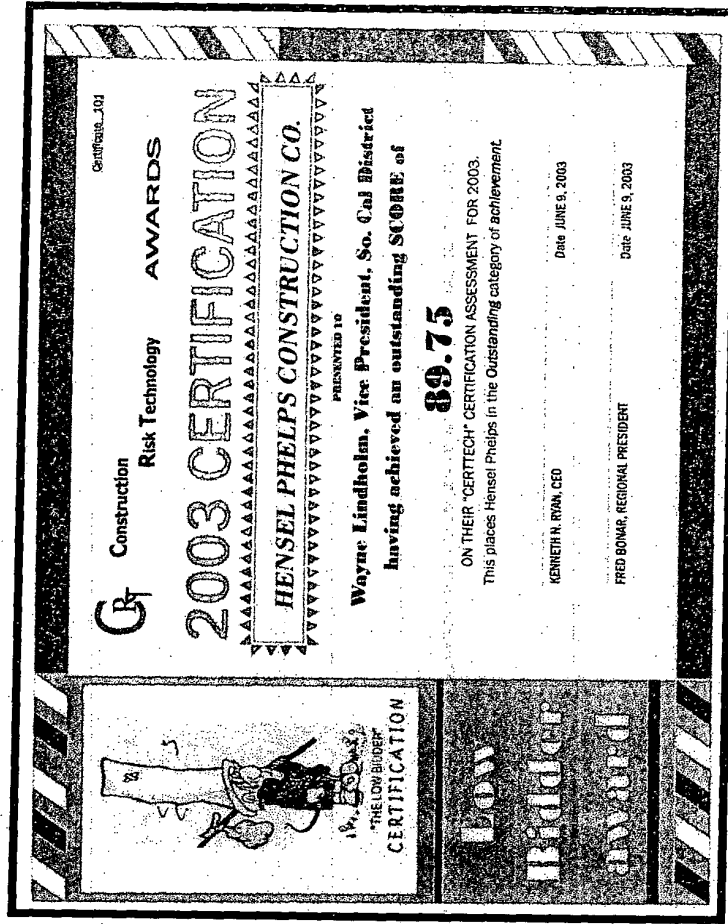 Certificate_101
CRT Construction
Risk Technology AWARDS
2003 CERTIFICATION
HENSEL PHELPS CONSTRUCTION CO.
PRESENTED TO
Wayne Lindholm, Vice President, So. Cal District
having achieved an outstanding SCORE of
89.75
ON THEIR "CERTTECH" CERTIFICATION ASSESSMENT FOR 2003.
This places Hensel Phelps in the Outstanding category of achievement.
KENNETH N. RYAN, CEO Date JUNE 9, 2003
FRED BONAR, REGIONAL PRESIDENT Date JUNE 9, 2003
"THE LOW BIDDER"
CERTIFICATION
Low
Bidder
award